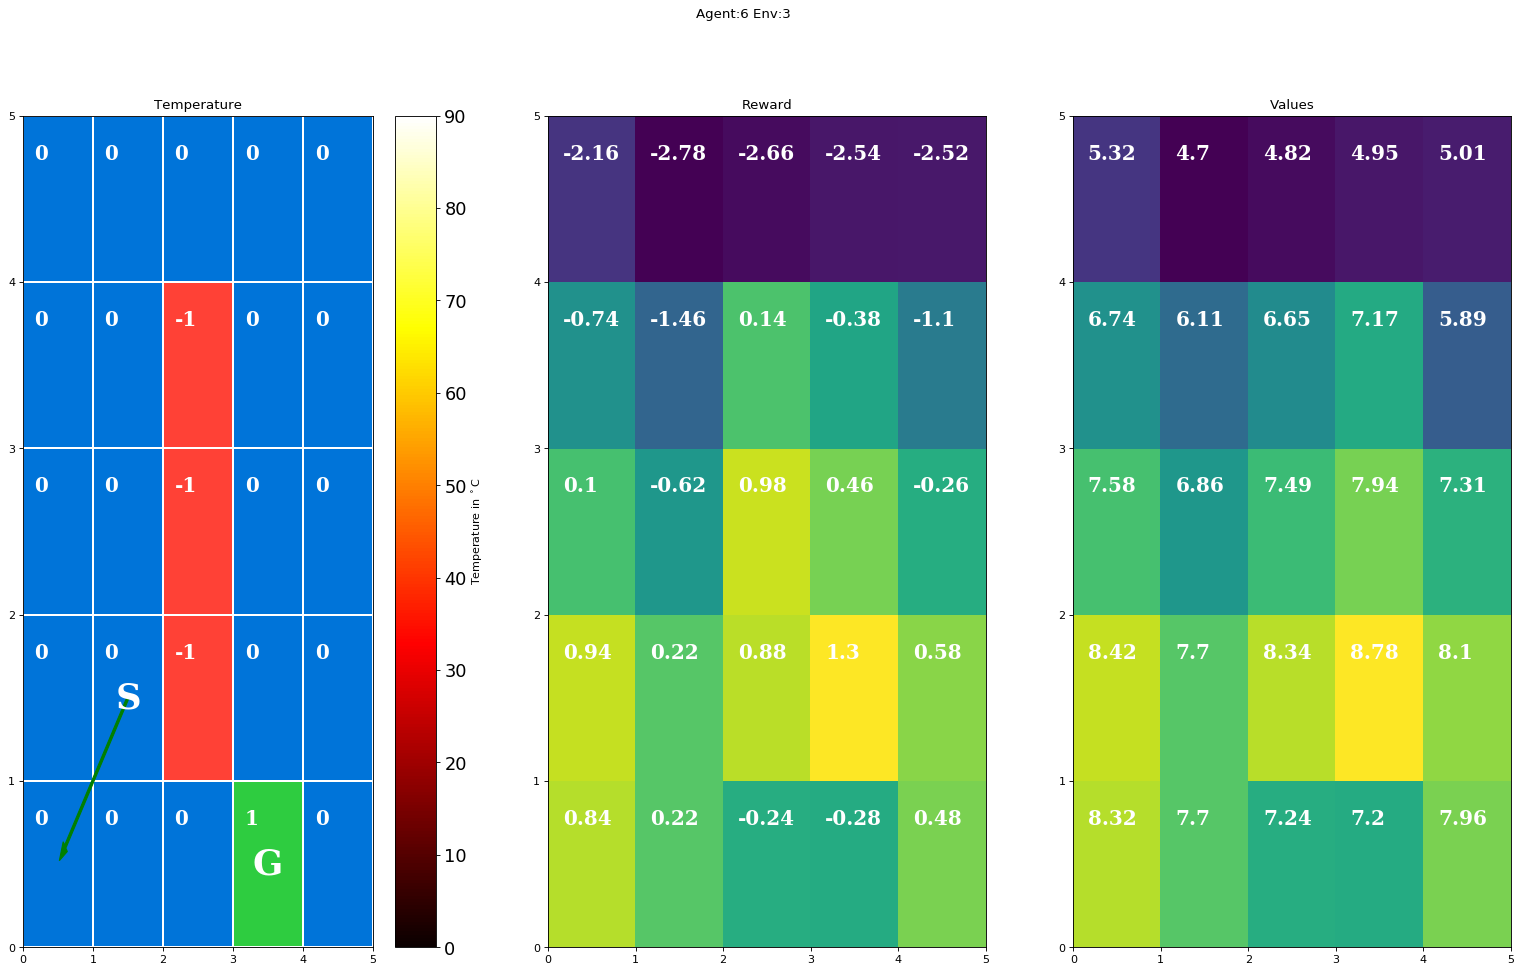 Agent:6 Env:3
Temperature
5
4
3
2
1
0
0 0 0 0 0
0 0 -1 0 0
0 0 -1 0 0
0 0 -1 0 0
S
0 0 0 1 0
G
0 1 2 3 4 5
90
80
70
60
50
40
30
20
10
0
Temperature in °C
Reward
5
4
3
2
1
0
-2.16 -2.78 -2.66 -2.54 -2.52
-0.74 -1.46 0.14 -0.38 -1.1
0.1 -0.62 0.98 0.46 -0.26
0.94 0.22 0.88 1.3 0.58
0.84 0.22 -0.24 -0.28 0.48
0 1 2 3 4 5
Values
5
4
3
2
1
0
5.32 4.7 4.82 4.95 5.01
6.74 6.11 6.65 7.17 5.89
7.58 6.86 7.49 7.94 7.31
8.42 7.7 8.34 8.78 8.1
8.32 7.7 7.24 7.2 7.96
0 1 2 3 4 5